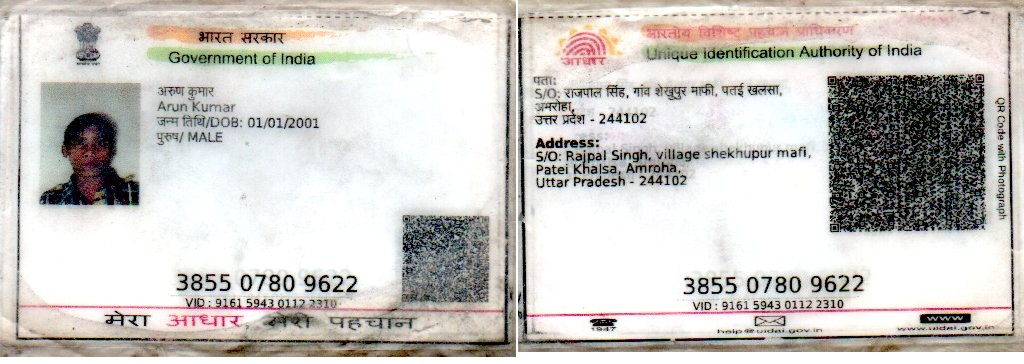 भारत सरकार
Government of India
अरुण कुमार
Arun Kumar
जन्म तिथि/DOB: 01/01/2001
पुरुष/ MALE
3855 0780 9622
VID : 9161 5943 0112 2310
मेरा आधार, मेरी पहचान
भारतीय विशिष्ट पहचान प्राधिकरण
Unique Identification Authority of India
आधार
पता:
S/O: राजपाल सिंह, गांव शेखुपुर माफी, पतई खलसा,
अमरोहा,
उत्तर प्रदेश - 244102
Address:
S/O: Rajpal Singh, village shekhupur mafi,
Patei Khalsa, Amroha,
Uttar Pradesh - 244102
QR Code with Photograph
3855 0780 9622
VID : 9161 5943 0112 2310
1947
help@uidai.gov.in
www
www.uidai.gov.in